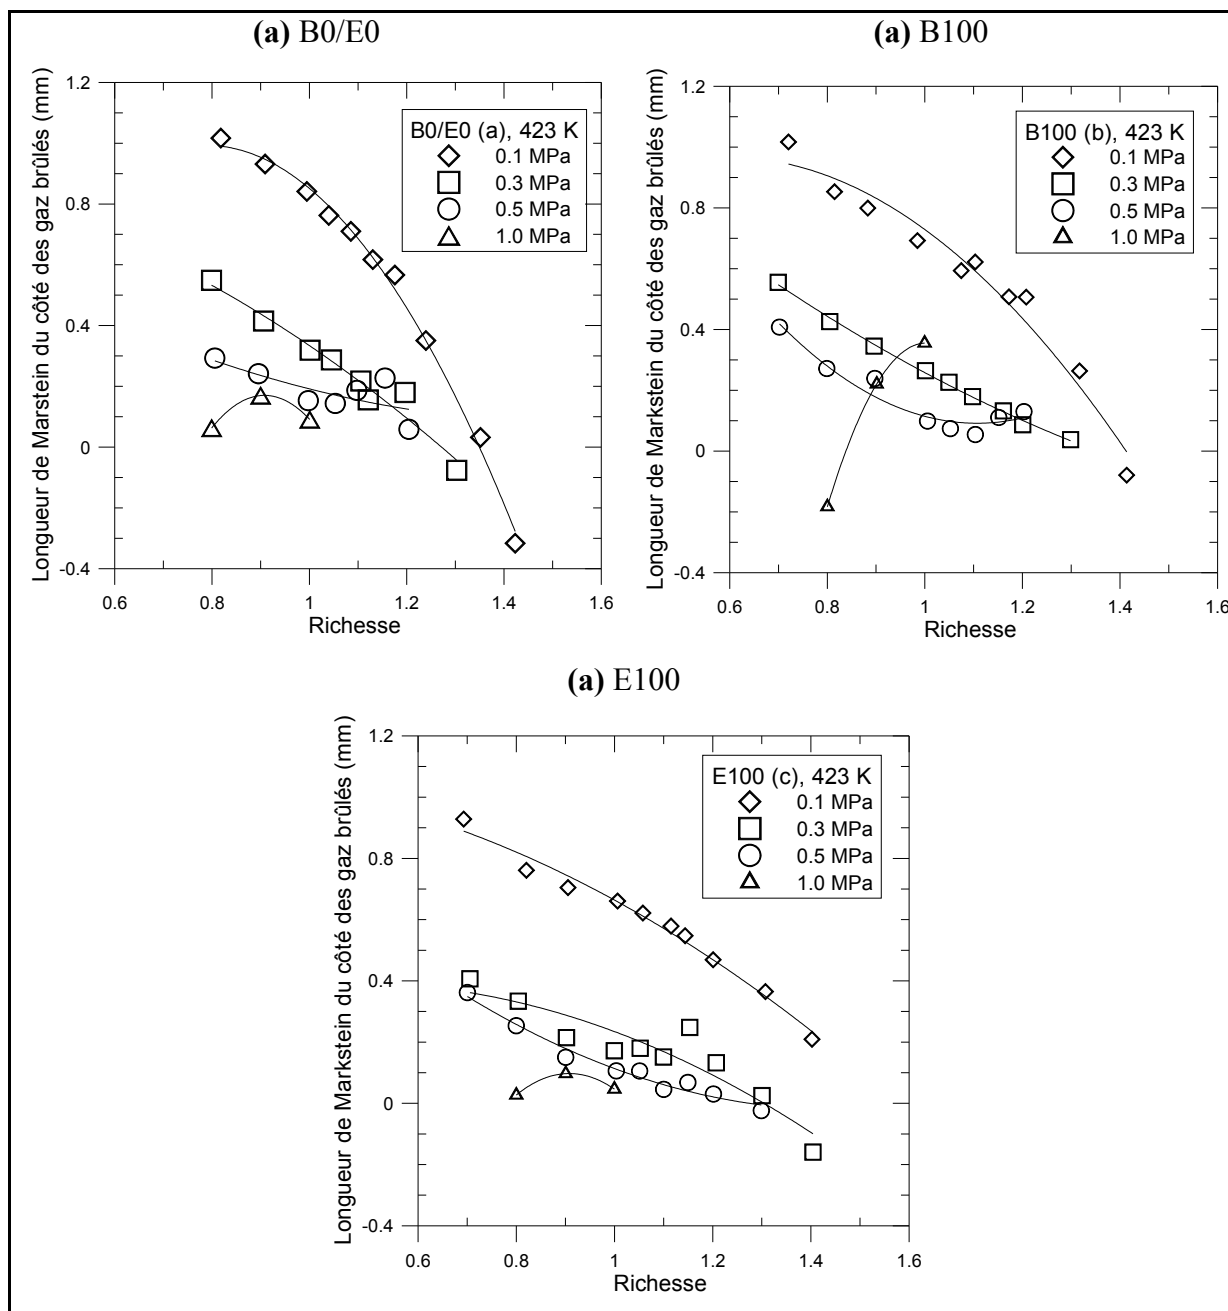 (a) B0/E0
Longueur de Marstein du côté des gaz brûlés (mm)
1.2
0.8
0.4
0
-0.4
B0/E0 (a), 423 K
0.1 MPa
0.3 MPa
0.5 MPa
1.0 MPa
0.6 0.8 1 1.2 1.4 1.6
Richesse
(a) B100
Longueur de Markstein du côté des gaz brûlés (mm)
1.2
0.8
0.4
0
-0.4
B100 (b), 423 K
0.1 MPa
0.3 MPa
0.5 MPa
1.0 MPa
0.6 0.8 1 1.2 1.4 1.6
Richesse
(a) E100
Longueur de Markstein du côté des gaz brûlés (mm)
1.2
0.8
0.4
0
-0.4
E100 (c), 423 K
0.1 MPa
0.3 MPa
0.5 MPa
1.0 MPa
0.6 0.8 1 1.2 1.4 1.6
Richesse